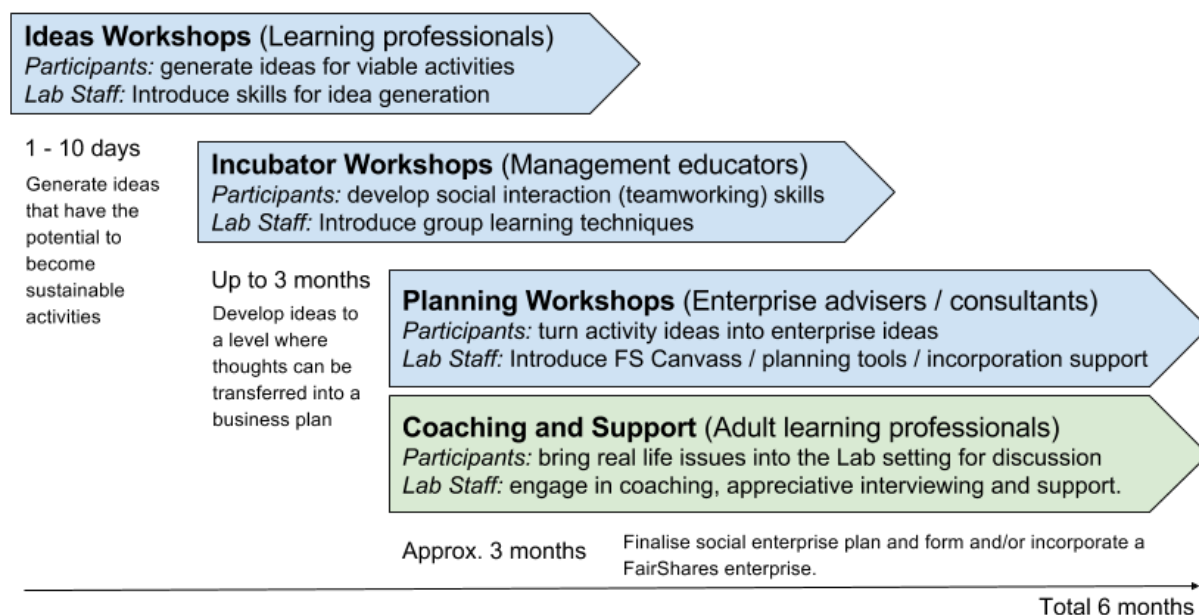 Ideas Workshops (Learning professionals)
Participants: generate ideas for viable activities
Lab Staff: Introduce skills for idea generation
1 - 10 days
Generate ideas
that have the
potential to
become
sustainable
activities
Incubator Workshops (Management educators)
Participants: develop social interaction (teamworking) skills
Lab Staff: Introduce group learning techniques
Up to 3 months
Develop ideas to
a level where
thoughts can be
transferred into a
business plan
Planning Workshops (Enterprise advisers / consultants)
Participants: turn activity ideas into enterprise ideas
Lab Staff: Introduce FS Canvass / planning tools / incorporation support
Coaching and Support (Adult learning professionals)
Participants: bring real life issues into the Lab setting for discussion
Lab Staff: engage in coaching, appreciative interviewing and support.
Approx. 3 months
Finalise social enterprise plan and form and/or incorporate a
FairShares enterprise.
Total 6 months